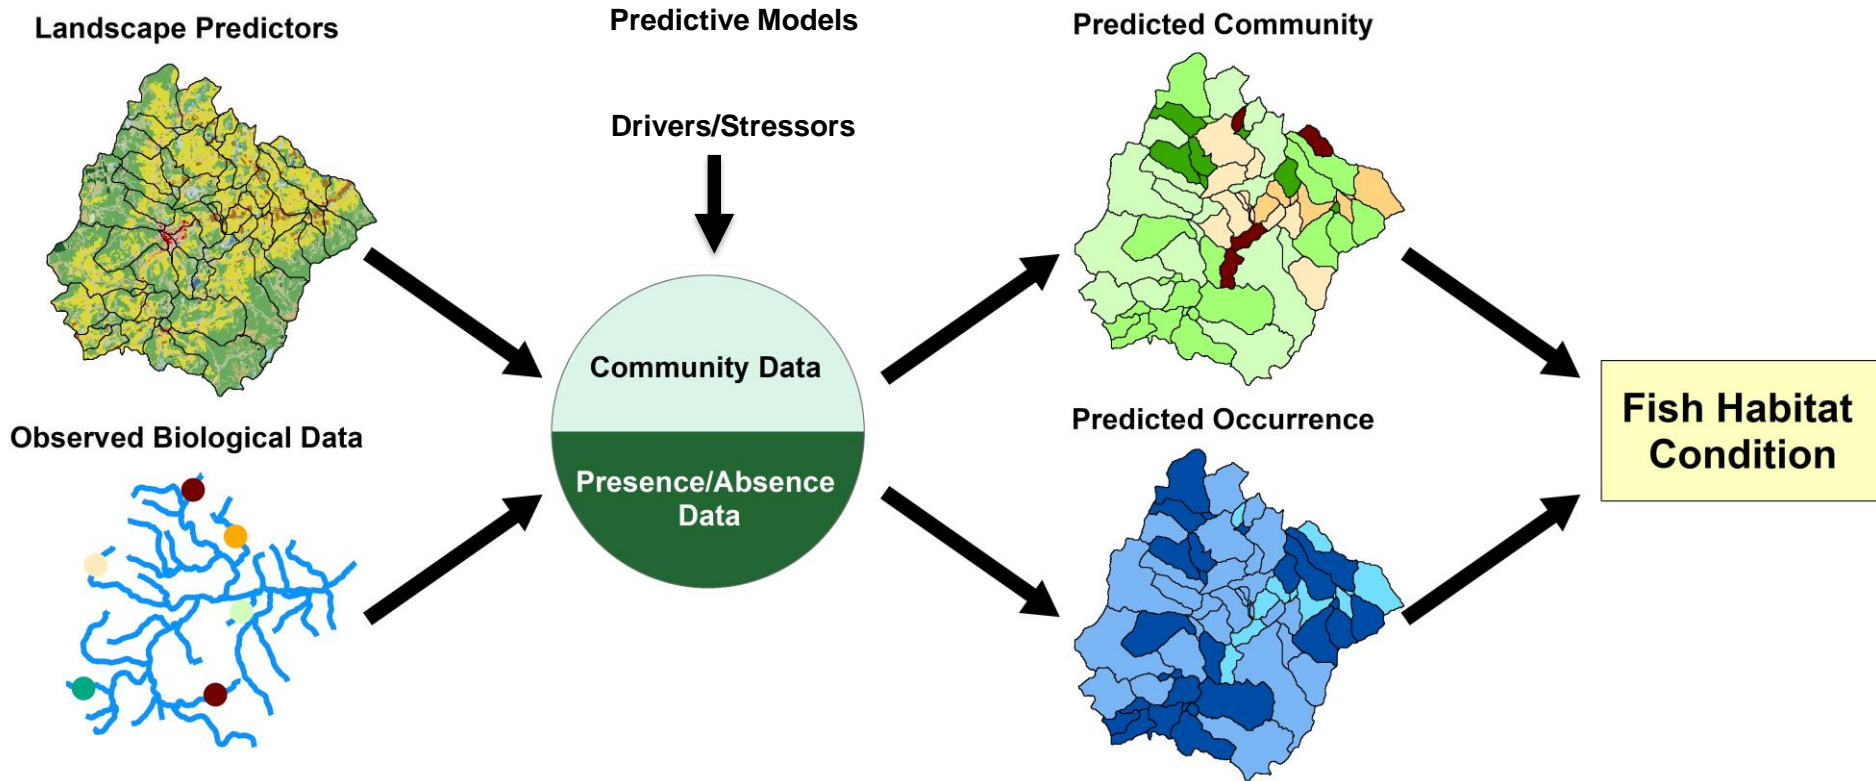 Landscape Predictors
Predictive Models
Predicted Community
Drivers/Stressors
Community Data
Presence/Absence
Data
Observed Biological Data
Predicted Occurrence
Fish Habitat
Condition